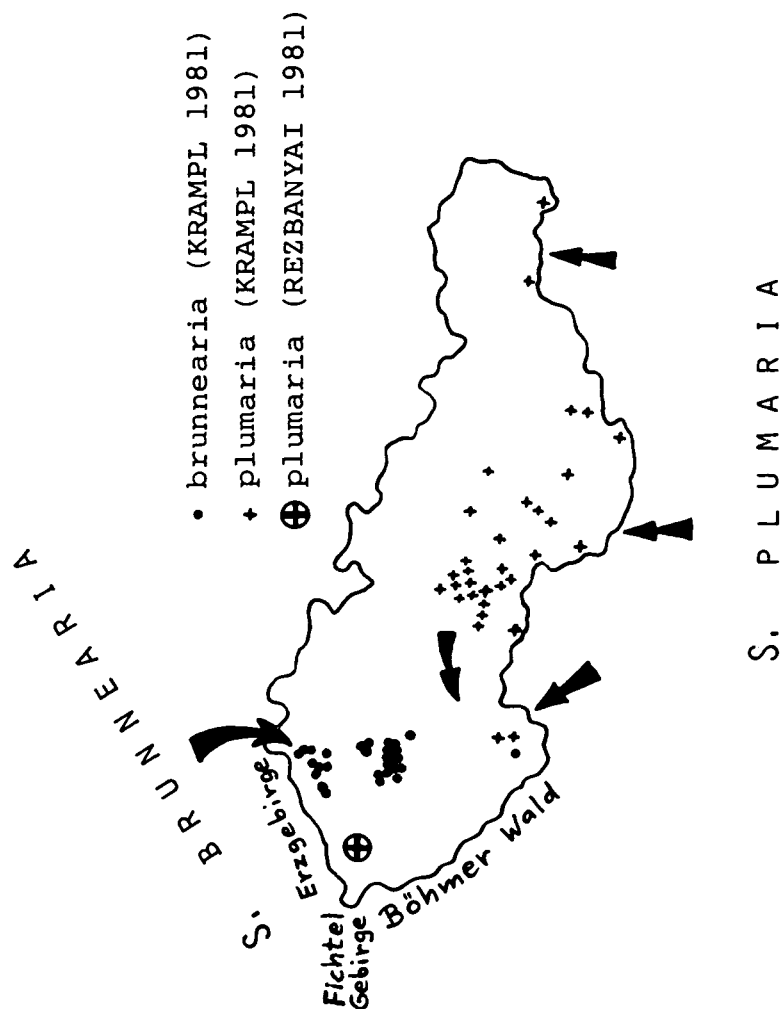 • brunnearia (KRAMPL 1981)
+ plumaria (KRAMPL 1981)
⊕ plumaria (REZBANYAI 1981)
S. BRUNNEARIA
Erzgebirge
Fichtel
Gebirge
Böhmer Wald
S. PLUMARIA